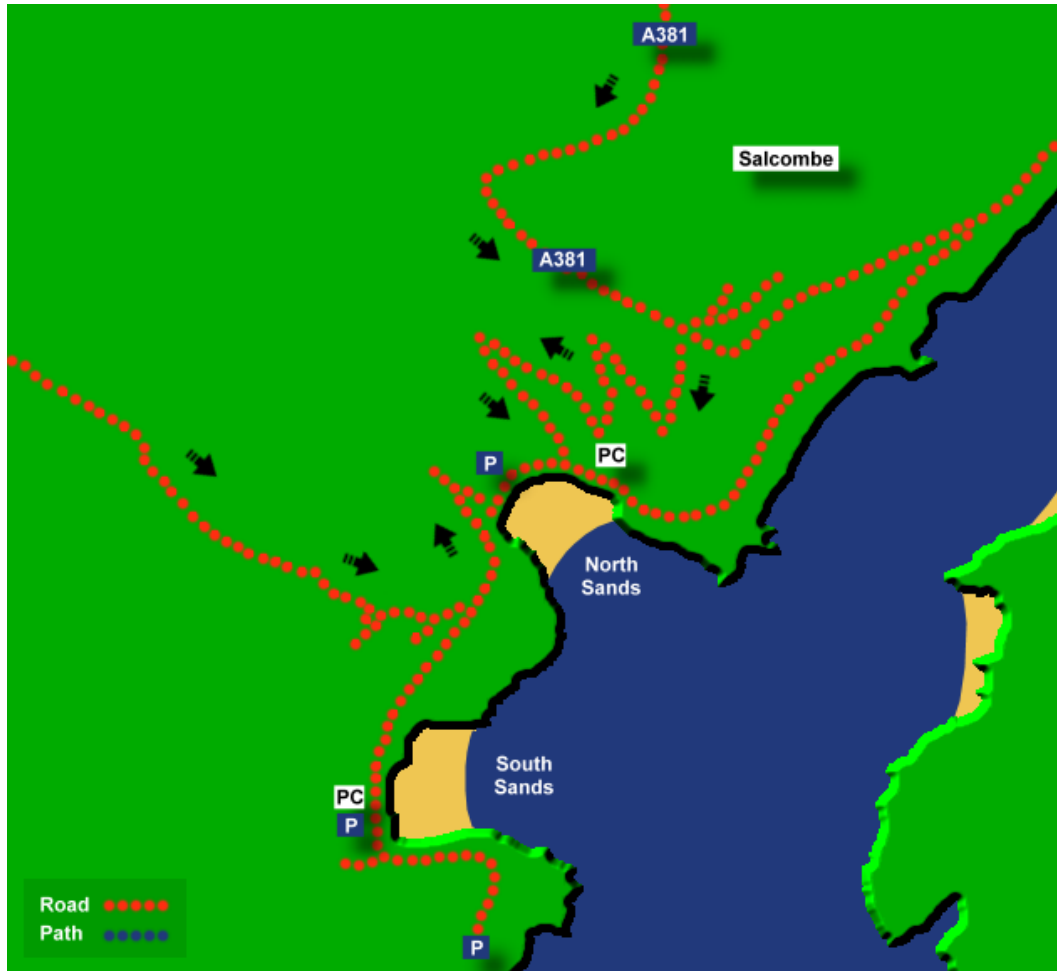 A381
Salcombe
A381
PC
P
North
Sands
South
Sands
PC
P
Road
Path
P